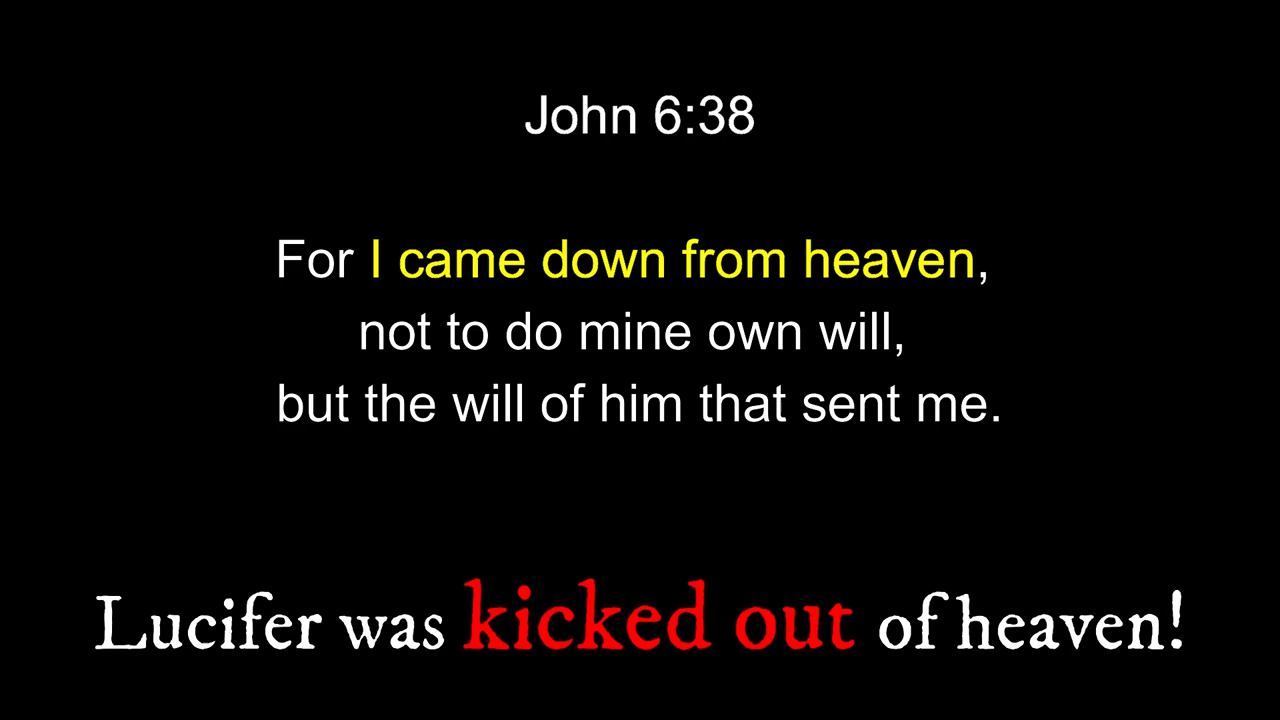 John 6:38
For I came down from heaven,
not to do mine own will,
but the will of him that sent me.
Lucifer was kicked out of heaven!